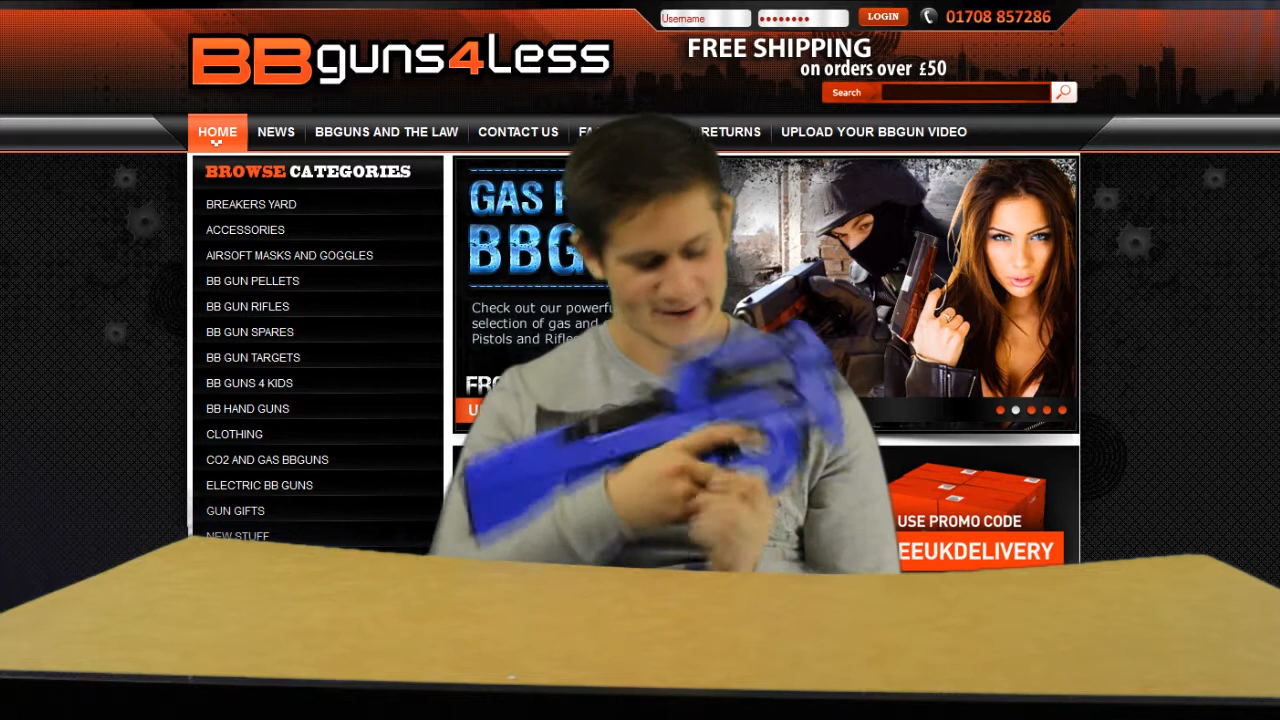 Username
LOGIN
01708 857286
BBguns4Less
FREE SHIPPING
on orders over £50
Search
HOME
NEWS
BBGUNS AND THE LAW
CONTACT US
RETURNS
UPLOAD YOUR BBGUN VIDEO
BROWSE CATEGORIES
BREAKERS YARD
ACCESSORIES
AIRSOFT MASKS AND GOGGLES
BB GUN PELLETS
BB GUN RIFLES
BB GUN SPARES
BB GUN TARGETS
BB GUNS 4 KIDS
BB HAND GUNS
CLOTHING
CO2 AND GAS BBGUNS
ELECTRIC BB GUNS
GUN GIFTS
NEW STUFF
GAS
BBG
Check out our powerfu
selection of gas and
Pistols and Rifles
FRO
USE PROMO CODE
EEUKDELIVERY